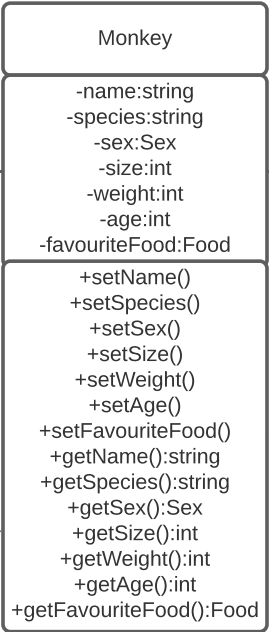 Monkey
-name:string
-species:string
-sex:Sex
-size:int
-weight:int
-age:int
-favouriteFood:Food
+setName()
+setSpecies()
+setSex()
+setSize()
+setWeight()
+setAge()
+setFavouriteFood()
+getName():string
+getSpecies():string
+getSex():Sex
+getSize():int
+getWeight():int
+getAge():int
+getFavouriteFood():Food